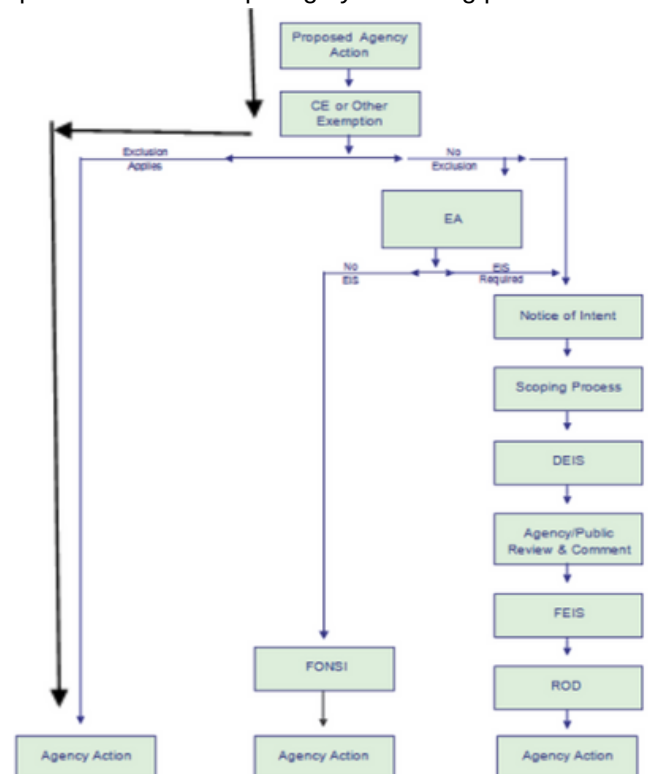 Proposed Agency
Action
CE or Other
Exemption
Exclusion
Applies
No
Exclusion
EA
No
EIS
EIS
Required
Notice of Intent
Scoping Process
DEIS
Agency/Public
Review & Comment
FEIS
FONSI
ROD
Agency Action
Agency Action
Agency Action